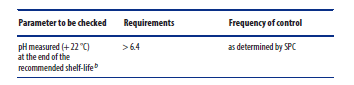 Parameter to be checked Requirements Frequency of control
pH measured (+ 22 °C) > 6.4 as determined by SPC
at the end of the
recommended shelf-life b